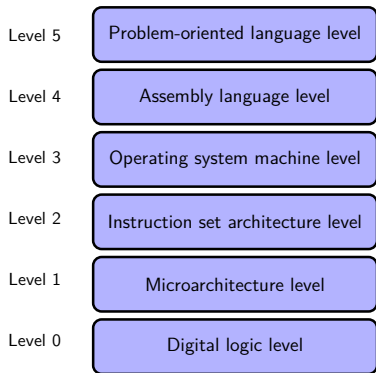 Level 5 Problem-oriented language level
Level 4 Assembly language level
Level 3 Operating system machine level
Level 2 Instruction set architecture level
Level 1 Microarchitecture level
Level 0 Digital logic level